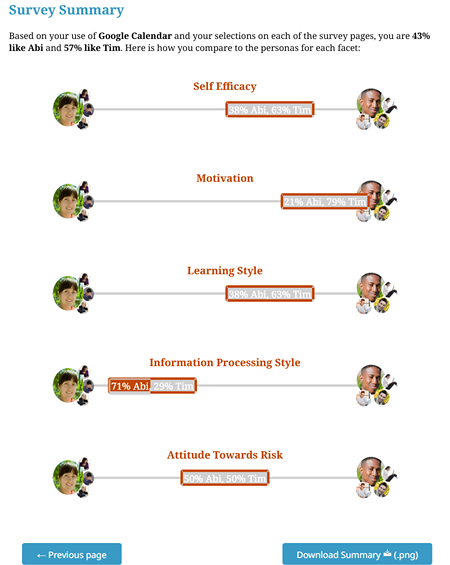 Survey Summary
Based on your use of Google Calendar and your selections on each of the survey pages, you are 43%
like Abi and 57% like Tim. Here is how you compare to the personas for each facet:
Self Efficacy
38% Abi, 63% Tim
Motivation
21% Abi, 79% Tim
Learning Style
38% Abi, 63% Tim
Information Processing Style
71% Abi, 29% Tim
Attitude Towards Risk
50% Abi, 50% Tim
← Previous page
Download Summary (.png)